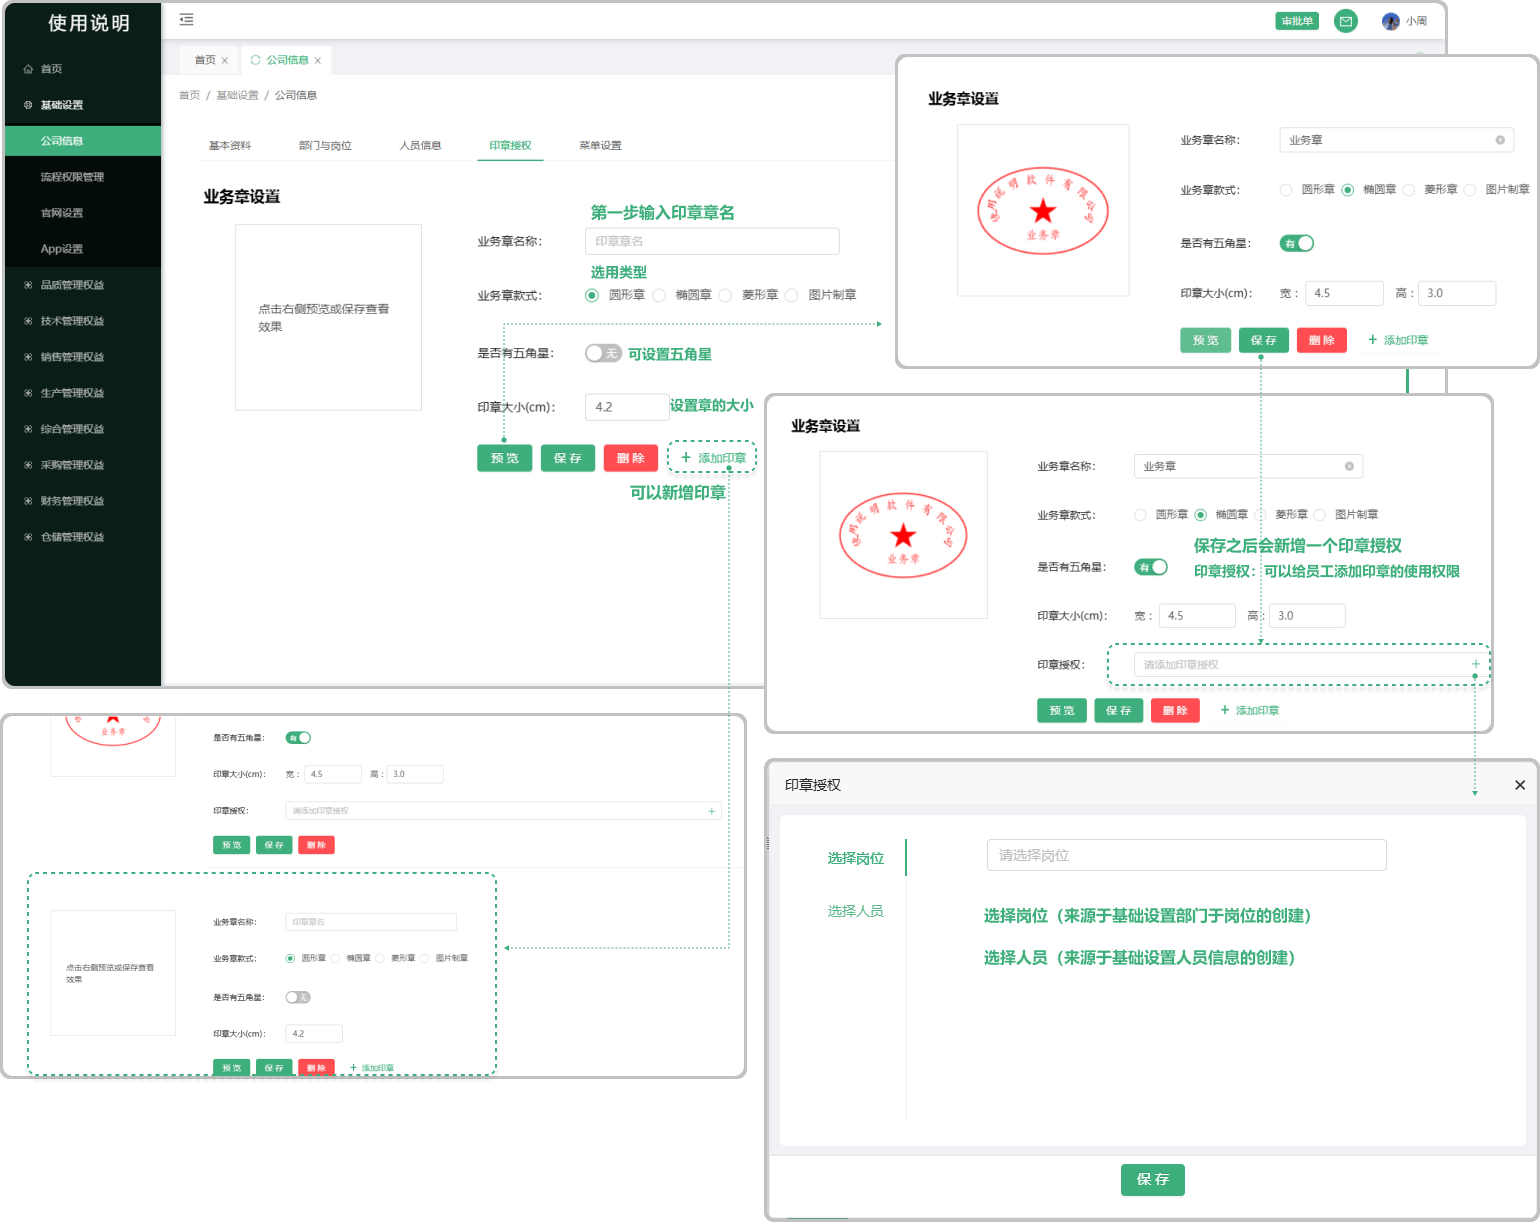 使用说明
审批单
小周
首页
基础设置
公司信息
流程权限管理
官网设置
App设置
品质管理权益
技术管理权益
销售管理权益
生产管理权益
综合管理权益
采购管理权益
财务管理权益
仓储管理权益
首页 x 公司信息 x
首页 / 基础设置 / 公司信息
基本资料 部门与岗位 人员信息 印章授权 菜单设置
业务章设置
点击右侧预览或保存查看
效果
第一步输入印章章名
业务章名称: 印章章名
选用类型
业务章款式: 圆形章 椭圆章 菱形章 图片制章
是否有五角星: 无 可设置五角星
印章大小(cm): 4.2 设置章的大小
预览 保存 删除 + 添加印章
可以新增印章
业务章设置
使用说明软件有限公司
业务章
业务章名称: 业务章
业务章款式: 圆形章 椭圆章 菱形章 图片制章
是否有五角星: 有
印章大小(cm): 宽: 4.5 高: 3.0
预览 保存 删除 + 添加印章
业务章设置
使用说明软件有限公司
业务章
业务章名称: 业务章
业务章款式: 圆形章 椭圆章 菱形章 图片制章
保存之后会新增一个印章授权
是否有五角星: 有
印章授权：可以给员工添加印章的使用权限
印章大小(cm): 宽: 4.5 高: 3.0
印章授权: 请添加印章授权 +
预览 保存 删除 + 添加印章
业务章
是否有五角星: 有
印章大小(cm): 宽: 4.5 高: 3.0
印章授权: 请添加印章授权 +
预览 保存 删除
点击右侧预览或保存查看
效果
业务章名称: 印章章名
业务章款式: 圆形章 椭圆章 菱形章 图片制章
是否有五角星: 无
印章大小(cm): 4.2
预览 保存 删除 + 添加印章
印章授权
选择岗位 请选择岗位
选择人员
选择岗位（来源于基础设置部门于岗位的创建）
选择人员（来源于基础设置人员信息的创建）
保存